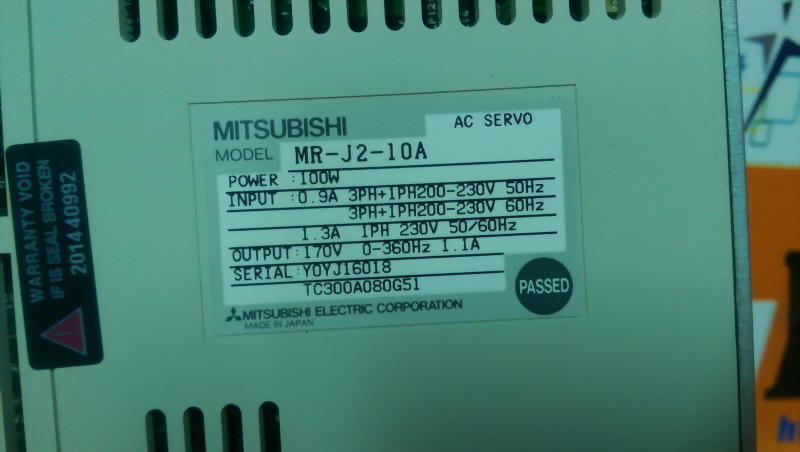 MITSUBISHI
AC SERVO
MODEL MR-J2-10A
POWER :100W
INPUT :0.9A 3PH+1PH200-230V 50Hz
3PH+1PH200-230V 60Hz
1.3A 1PH 230V 50/60Hz
OUTPUT:170V 0-360Hz 1.1A
SERIAL:Y0YJ16018
TC300A080G51
PASSED
MITSUBISHI ELECTRIC CORPORATION
MADE IN JAPAN
WARRANTY VOID
IF IS SEAL BROKEN
201440992